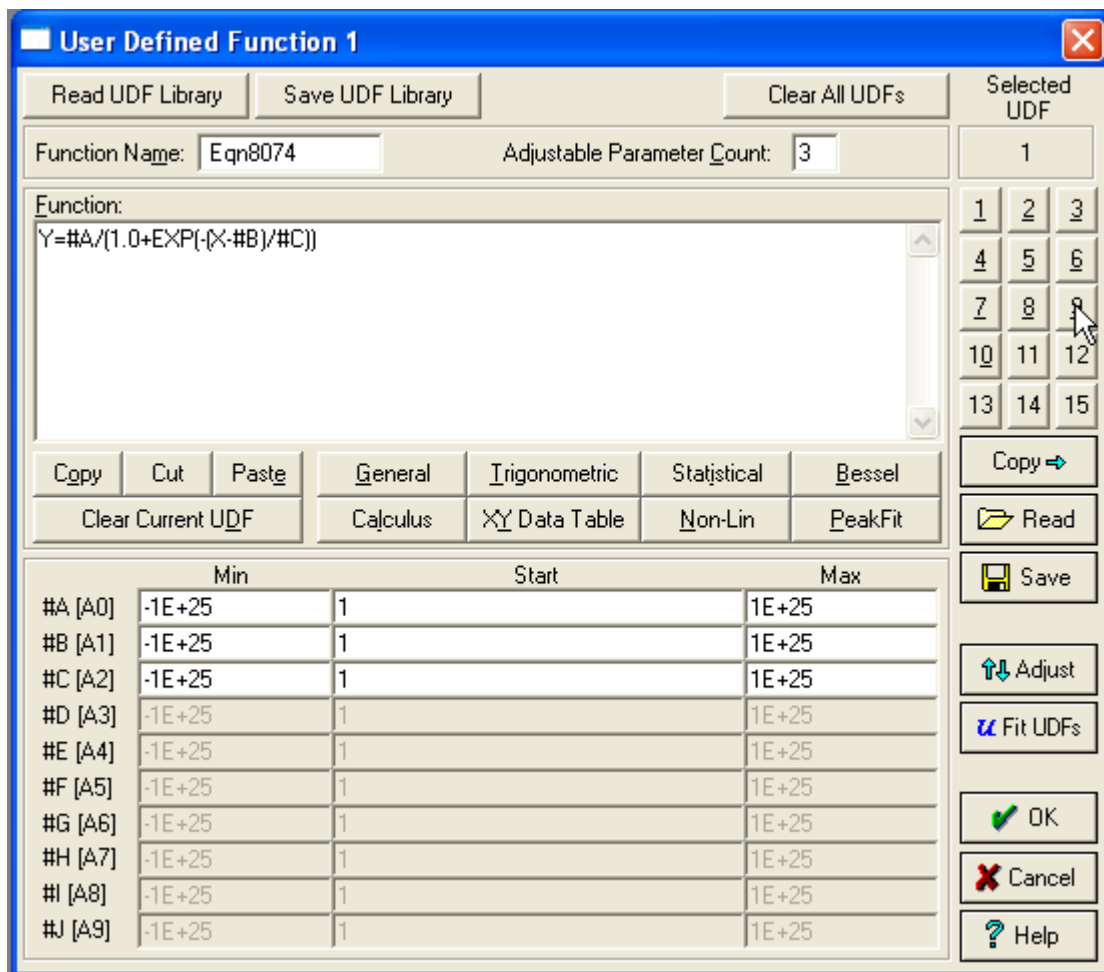 User Defined Function 1
Read UDF Library Save UDF Library Clear All UDFs Selected UDF
Function Name: Eqn8074 Adjustable Parameter Count: 3 1
Function:
Y=#A/(1.0+EXP(-(X-#B)/#C))
1 2 3
4 5 6
7 8 9
10 11 12
13 14 15
Copy Cut Paste General Trigonometric Statistical Bessel Copy
Clear Current UDF Calculus XY Data Table Non-Lin PeakFit Read
Save
Min Start Max
#A [A0] -1E+25 1 1E+25
#B [A1] -1E+25 1 1E+25
#C [A2] -1E+25 1 1E+25
Adjust
#D [A3] -1E+25 1 1E+25
u Fit UDFs
#E [A4] -1E+25 1 1E+25
#F [A5] -1E+25 1 1E+25
#G [A6] -1E+25 1 1E+25
OK
#H [A7] -1E+25 1 1E+25
#I [A8] -1E+25 1 1E+25
Cancel
#J [A9] -1E+25 1 1E+25
? Help